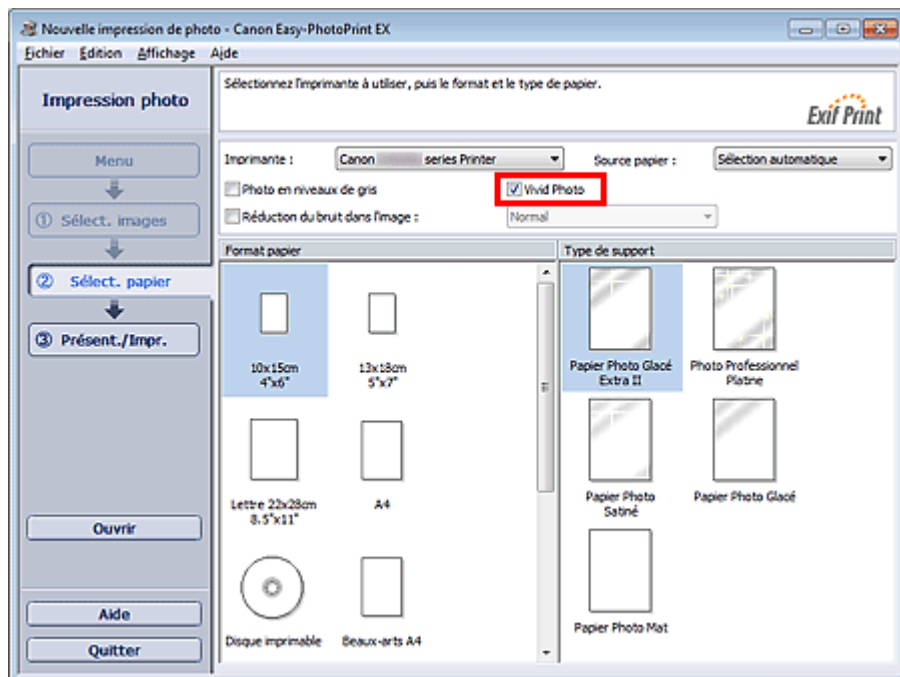 Nouvelle impression de photo - Canon Easy-PhotoPrint EX
Fichier Édition Affichage Aide
Impression photo
Sélectionnez l'imprimante à utiliser, puis le format et le type de papier.
Exif Print
Menu
① Sélect. images
② Sélect. papier
③ Présent./Impr.
Ouvrir
Aide
Quitter
Imprimante : Canon series Printer Source papier : Sélection automatique
Photo en niveaux de gris Vivid Photo
Réduction du bruit dans l'image : Normal
Format papier
10x15cm
4"x6"
13x18cm
5"x7"
Lettre 22x28cm
8.5"x11"
A4
Disque imprimable
Beaux-arts A4
Type de support
Papier Photo Glacé
Extra II
Photo Professionnel
Platine
Papier Photo
Satiné
Papier Photo Glacé
Papier Photo Mat